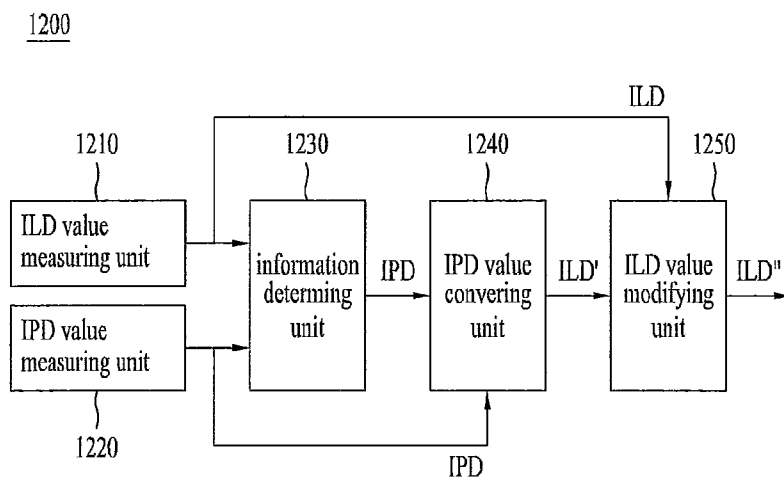 1200
ILD
1210
1230
1240
1250
ILD value
measuring unit
information
determing
unit
IPD
IPD value
convering
unit
ILD'
ILD value
modifying
unit
ILD"
IPD value
measuring unit
1220
IPD